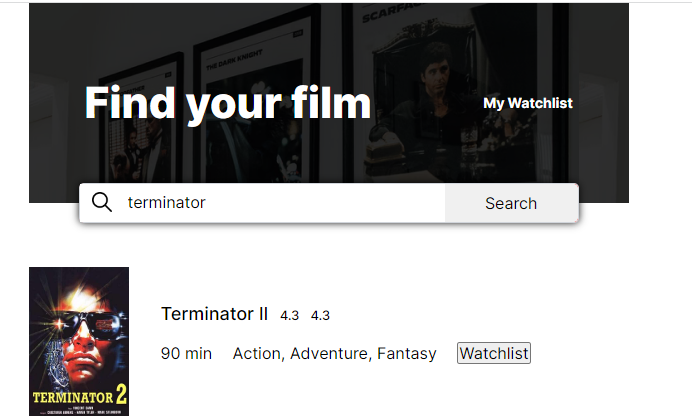 SCARFACE
THE DARK KNIGHT
Find your film
My Watchlist
terminator
Search
Terminator II 4.3 4.3
90 min Action, Adventure, Fantasy Watchlist
TERMINATOR 2